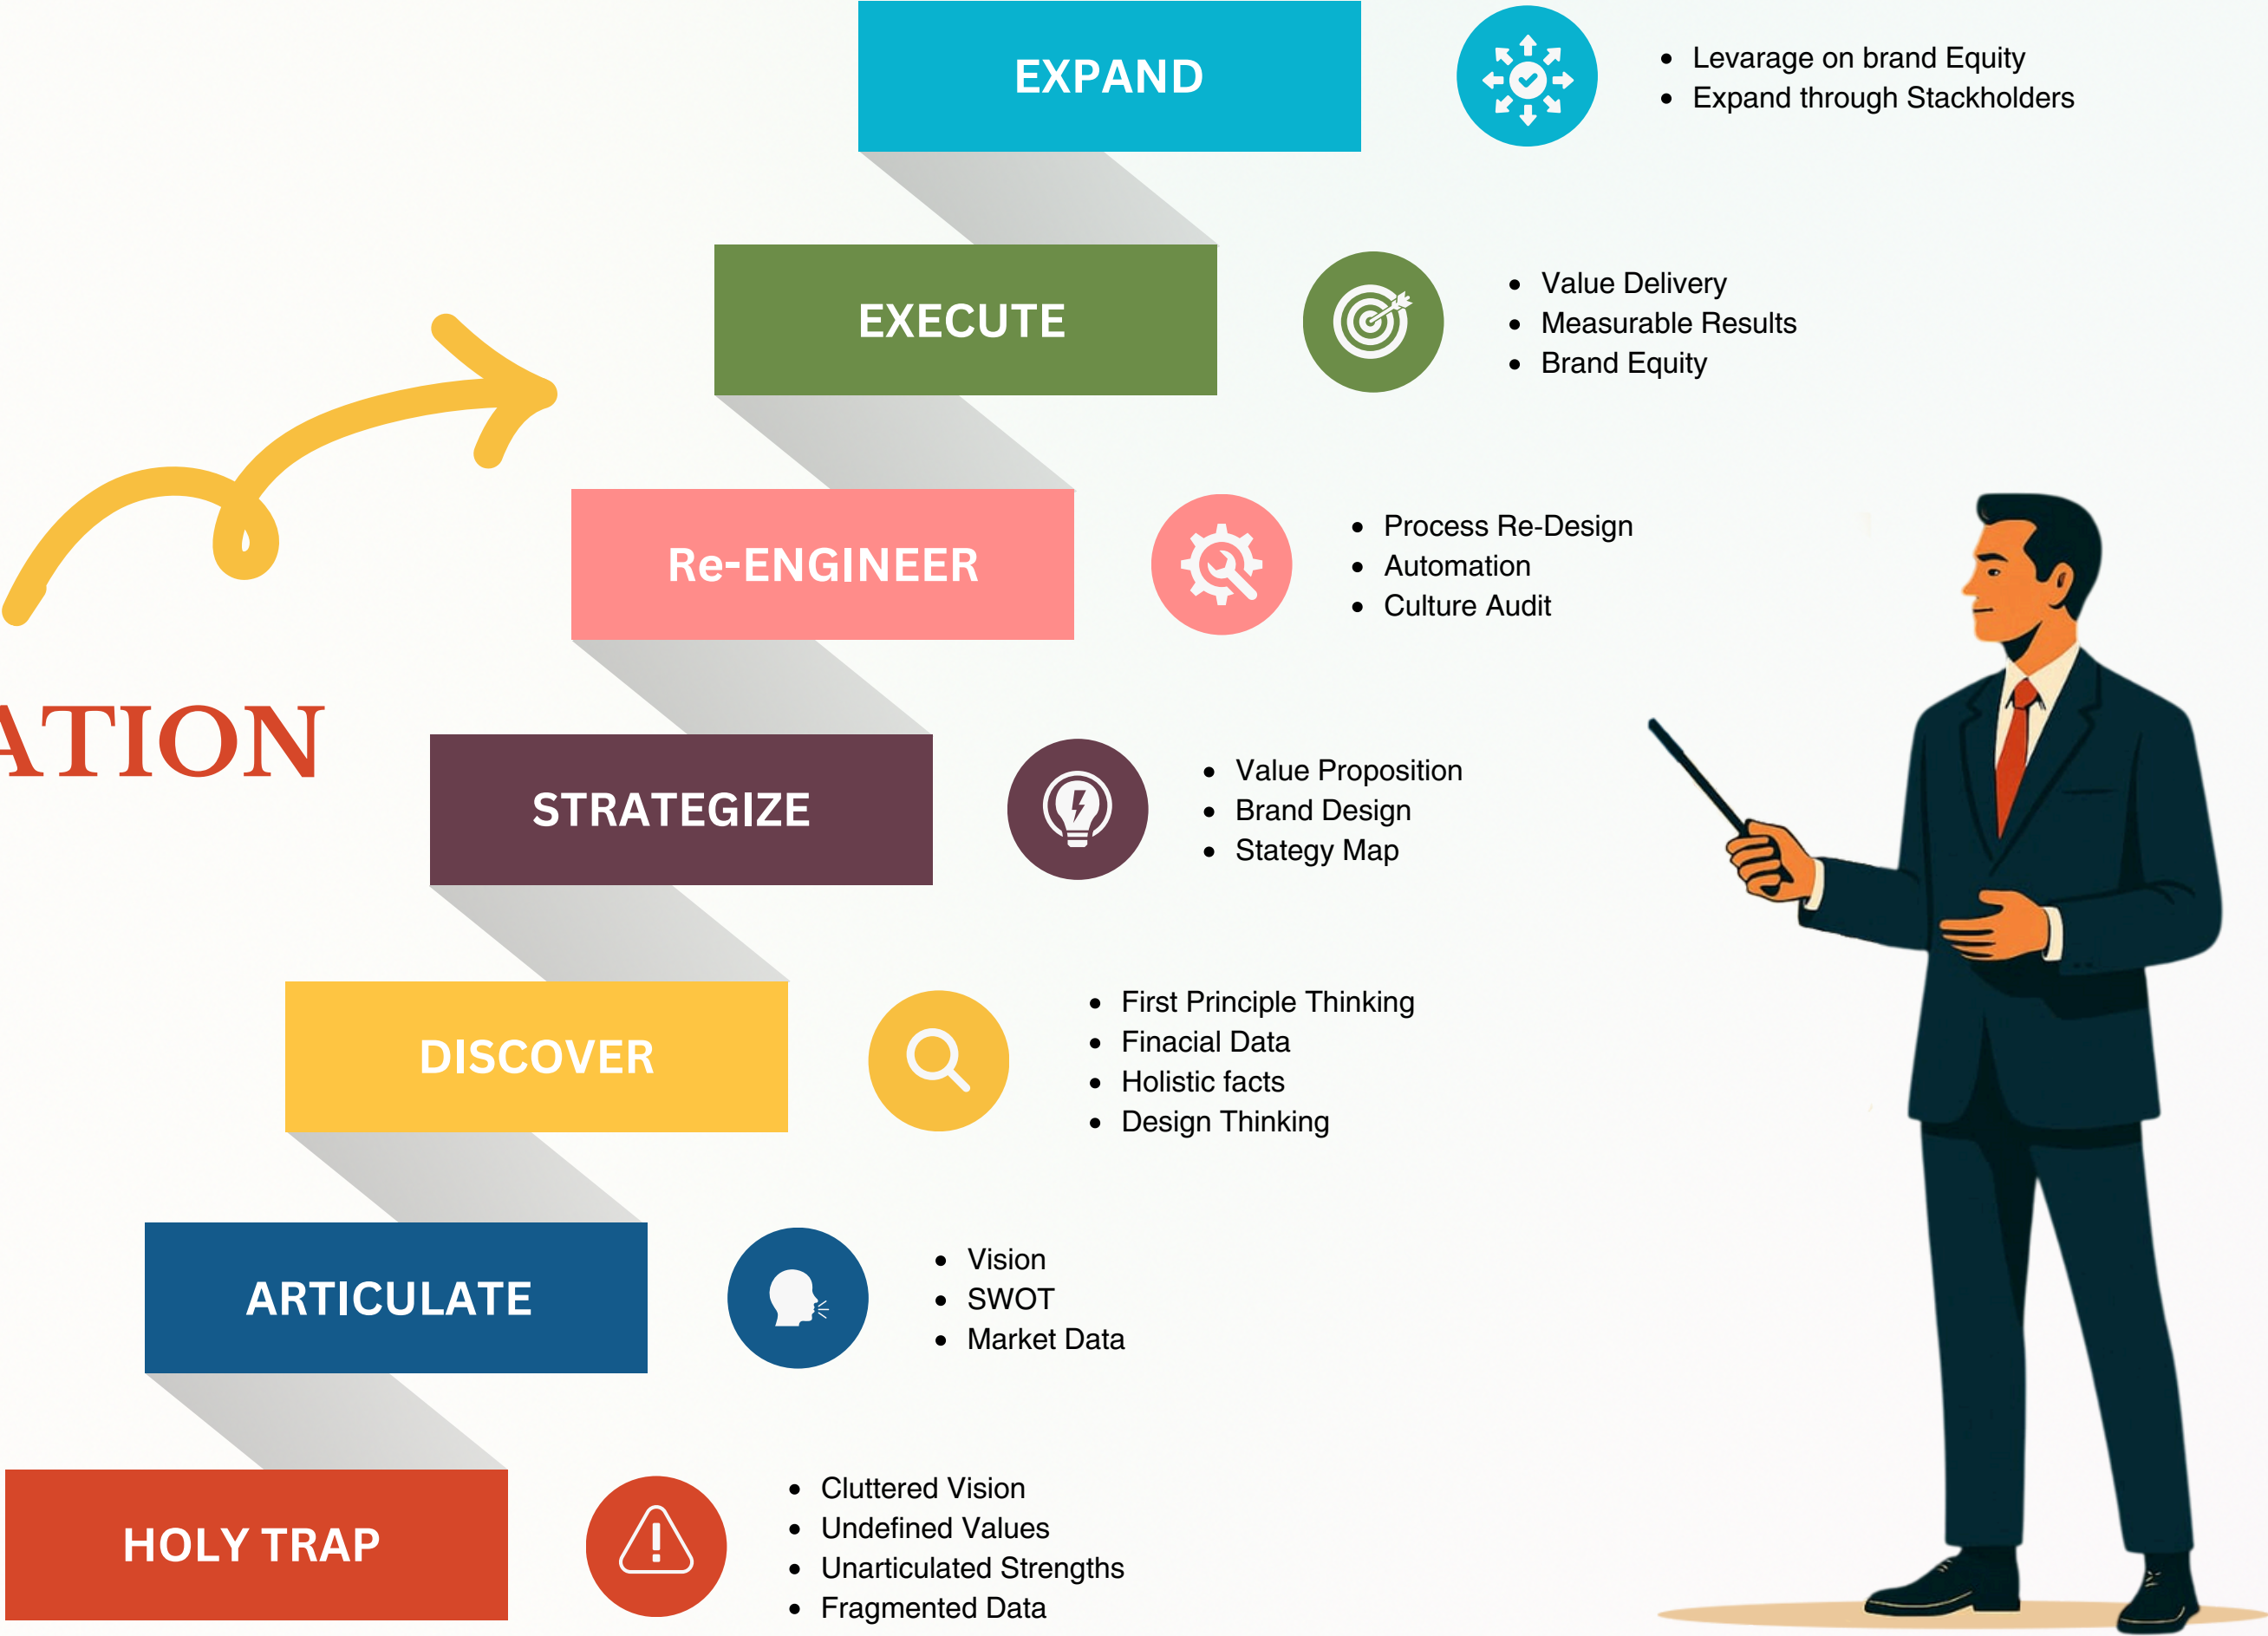 EXPAND
Levarage on brand Equity
Expand through Stackholders
EXECUTE
Value Delivery
Measurable Results
Brand Equity
Re-ENGINEER
Process Re-Design
Automation
Culture Audit
ATION
STRATEGIZE
Value Proposition
Brand Design
Stategy Map
DISCOVER
First Principle Thinking
Finacial Data
Holistic facts
Design Thinking
ARTICULATE
Vision
SWOT
Market Data
HOLY TRAP
Cluttered Vision
Undefined Values
Unarticulated Strengths
Fragmented Data